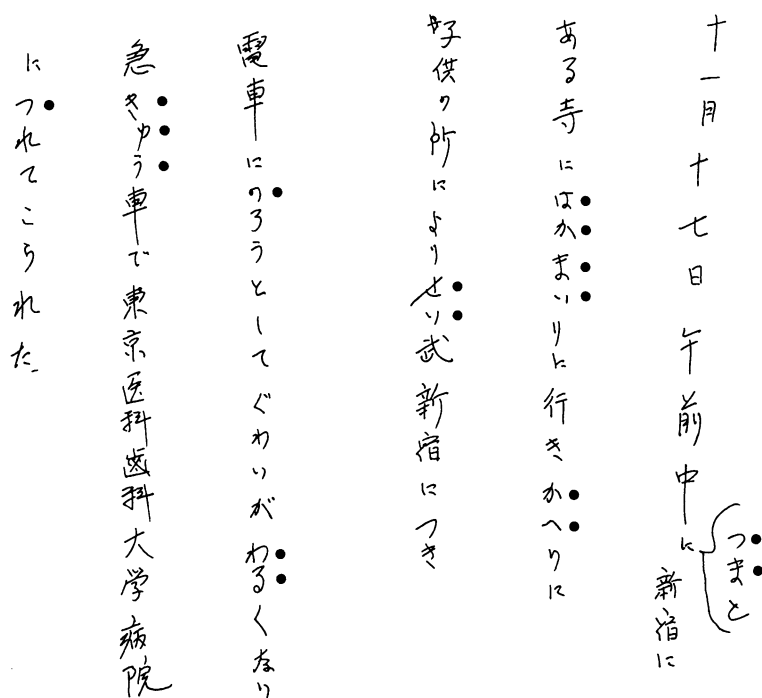 十一月十七日午前中に
つまと
新宿に
ある寺にはかまいりに行きかへりに
子供の所によりせい武新宿につき
電車にのろうとしてぐわいがわるくなり
急きゅう車で東京医科歯科大学病院
につれてこられた。